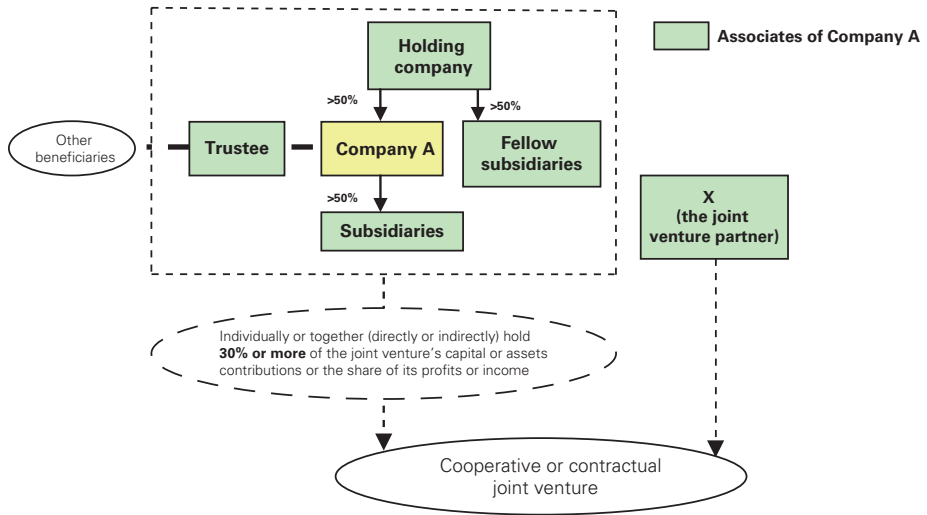 Holding
company
Associates of Company A
>50%
>50%
Other
beneficiaries
Trustee
Company A
Fellow
subsidiaries
>50%
Subsidiaries
X
(the joint
venture partner)
Individually or together (directly or indirectly) hold
30% or more of the joint venture's capital or assets
contributions or the share of its profits or income
Cooperative or contractual
joint venture